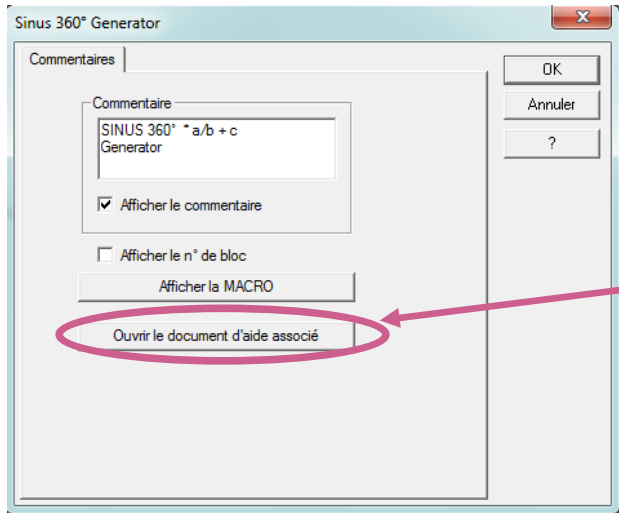 Sinus 360° Generator
x
Commentaires
OK
Annuler
?
Commentaire
SINUS 360° * a/b + c
Generator
Afficher le commentaire
Afficher le n° de bloc
Afficher la MACRO
Ouvrir le document d'aide associé